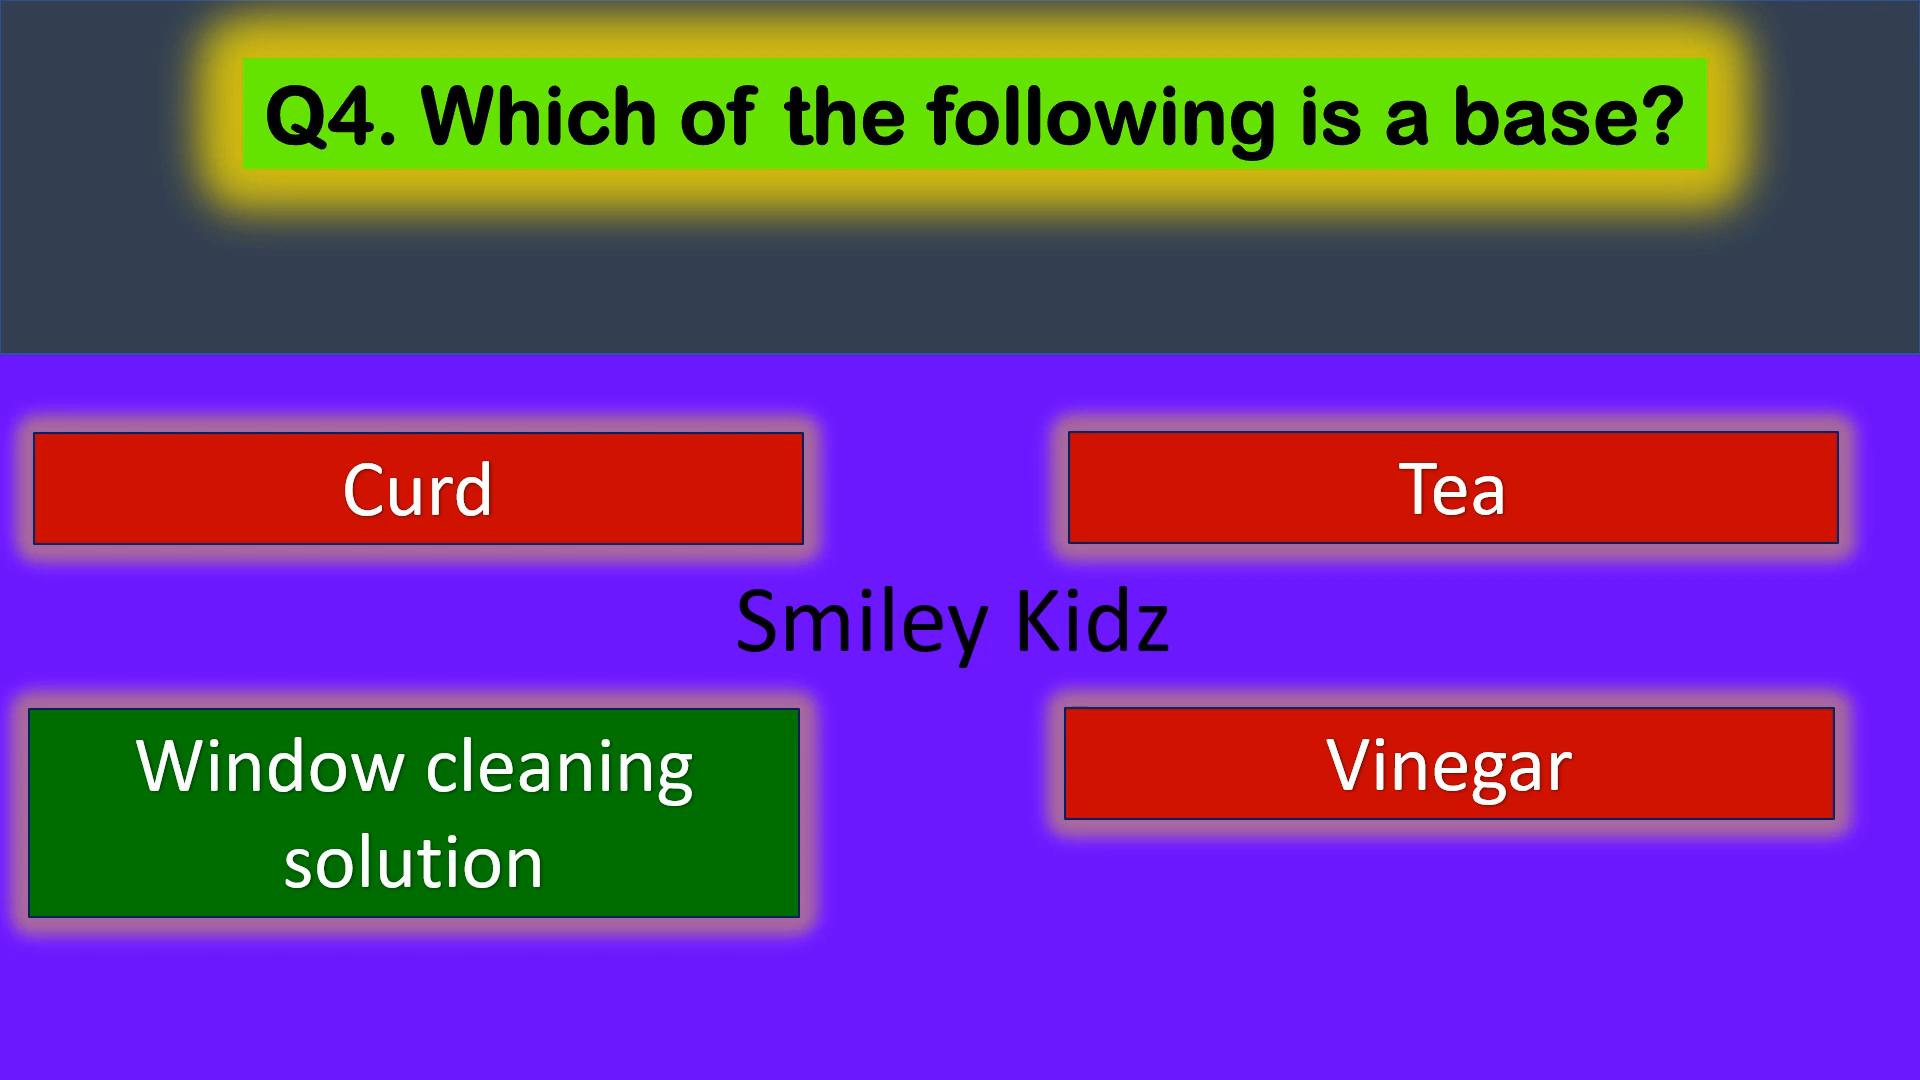 Q4. Which of the following is a base?
Curd
Tea
Smiley Kidz
Window cleaning
solution
Vinegar